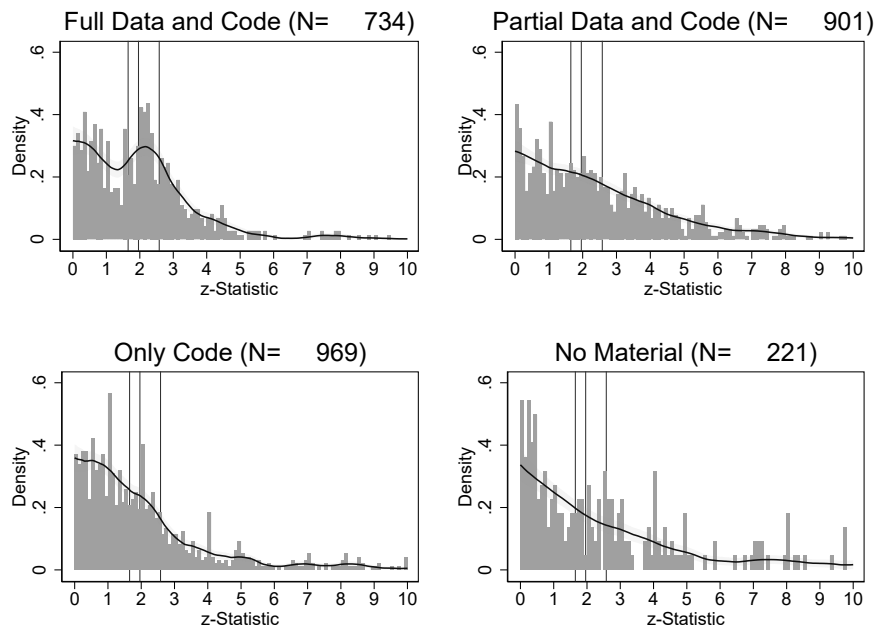 Full Data and Code (N= 734)
.6
.4
.2
0
Density
0 1 2 3 4 5 6 7 8 9 10
z-Statistic
Partial Data and Code (N= 901)
.6
.4
.2
0
Density
0 1 2 3 4 5 6 7 8 9 10
z-Statistic
Only Code (N= 969)
.6
.4
.2
0
Density
0 1 2 3 4 5 6 7 8 9 10
z-Statistic
No Material (N= 221)
.6
.4
.2
0
Density
0 1 2 3 4 5 6 7 8 9 10
z-Statistic